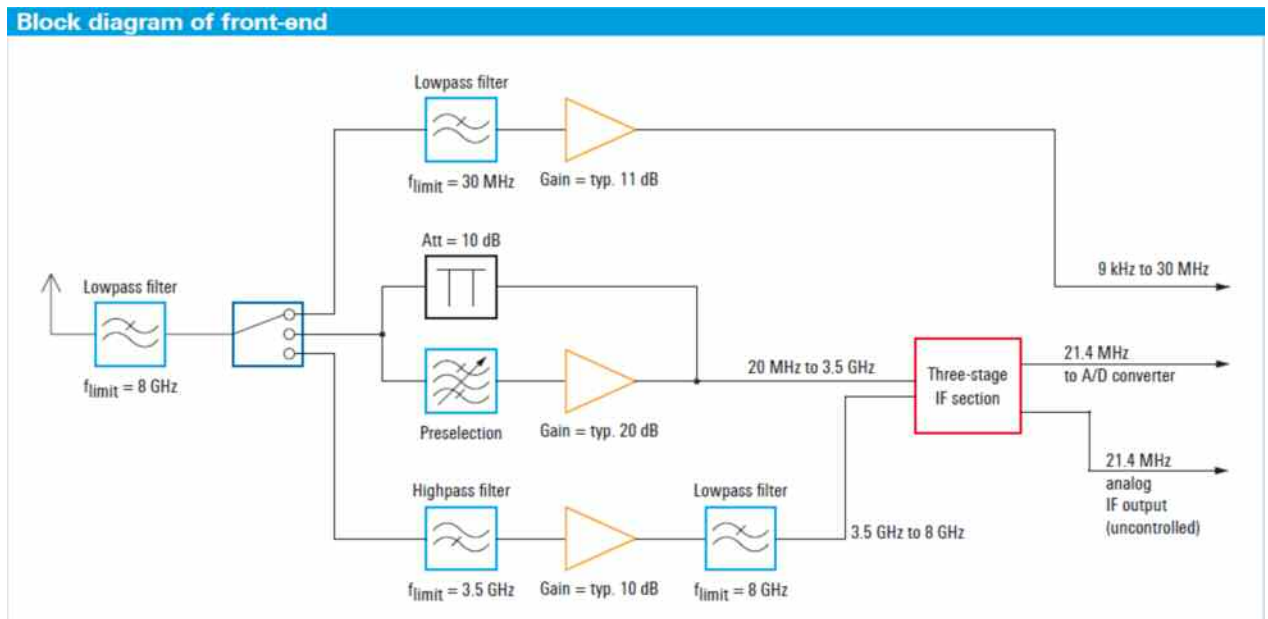 Block diagram of front-end
Lowpass filter
flimit = 30 MHz
Gain = typ. 11 dB
Att = 10 dB
9 kHz to 30 MHz
Lowpass filter
flimit = 8 GHz
Preselection
Gain = typ. 20 dB
20 MHz to 3.5 GHz
Three-stage
IF section
21.4 MHz
to A/D converter
21.4 MHz
analog
IF output
(uncontrolled)
Highpass filter
flimit = 3.5 GHz
Gain = typ. 10 dB
Lowpass filter
flimit = 8 GHz
3.5 GHz to 8 GHz